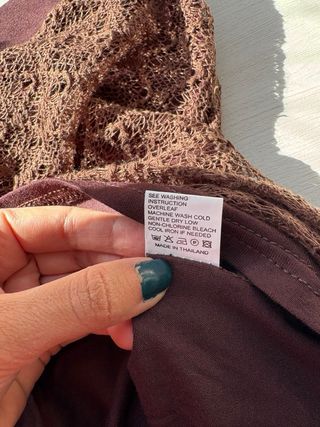 SEE WASHING
INSTRUCTION
OVERLEAF
MACHINE WASH COLD
GENTLE DRY LOW
NON-CHLORINE BLEACH
COOL IRON IF NEEDED
MADE IN THAILAND